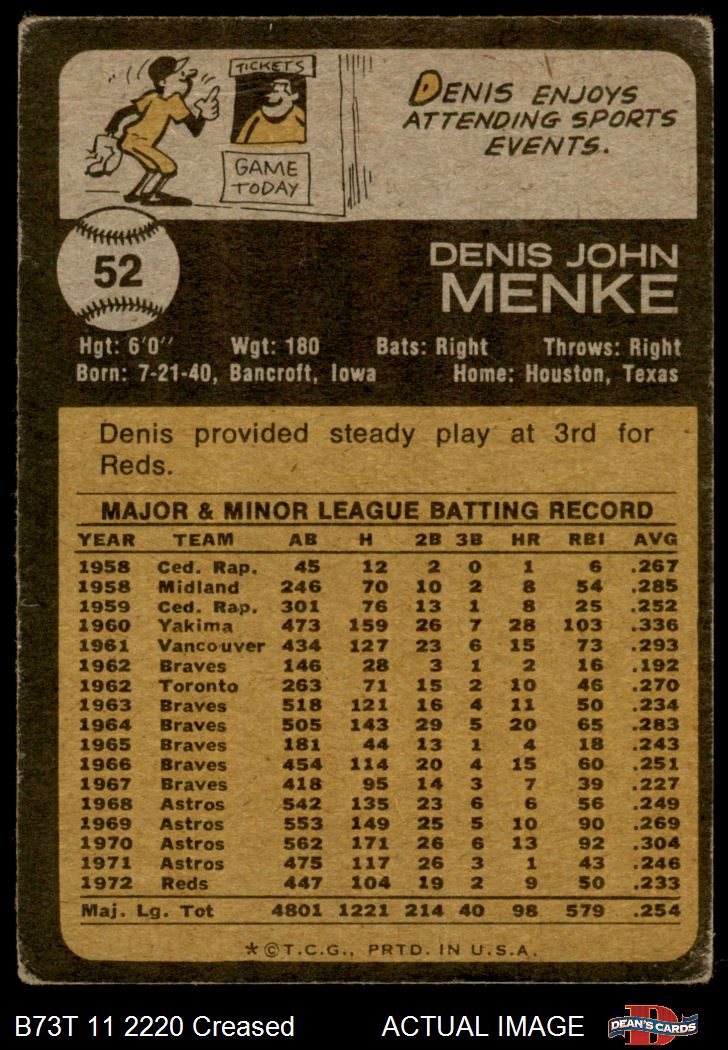 TICKETS
GAME
TODAY
DENIS ENJOYS
ATTENDING SPORTS
EVENTS.
52
DENIS JOHN
MENKE
Hgt: 6'0" Wgt: 180 Bats: Right Throws: Right
Born: 7-21-40, Bancroft, Iowa Home: Houston, Texas
Denis provided steady play at 3rd for
Reds.
MAJOR & MINOR LEAGUE BATTING RECORD
YEAR TEAM AB H 2B 3B HR RBI AVG
1958 Ced. Rap. 45 12 2 0 1 6 .267
1958 Midland 246 70 10 2 8 54 .285
1959 Ced. Rap. 301 76 13 1 8 25 .252
1960 Yakima 473 159 26 7 28 103 .336
1961 Vancouver 434 127 23 6 15 73 .293
1962 Braves 146 28 3 1 2 16 .192
1962 Toronto 263 71 15 2 10 46 .270
1963 Braves 518 121 16 4 11 50 .234
1964 Braves 505 143 29 5 20 65 .283
1965 Braves 181 44 13 1 4 18 .243
1966 Braves 454 114 20 4 15 60 .251
1967 Braves 418 95 14 3 7 39 .227
1968 Astros 542 135 23 6 6 56 .249
1969 Astros 553 149 25 5 10 90 .269
1970 Astros 562 171 26 6 13 92 .304
1971 Astros 475 117 26 3 1 43 .246
1972 Reds 447 104 19 2 9 50 .233
Maj. Lg. Tot 4801 1221 214 40 98 579 .254
*©T.C.G., PRTD. IN U.S.A.
B73T 11 2220 Creased ACTUAL IMAGE
DEAN'S CARDS